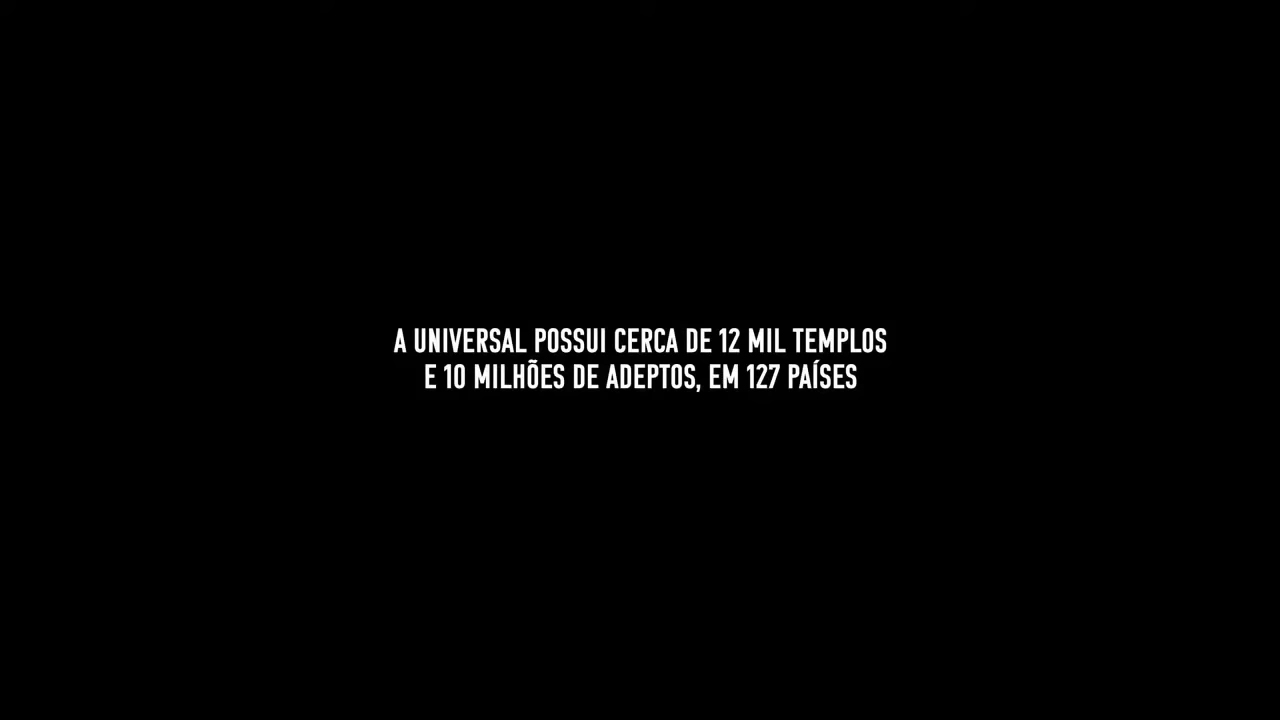 A UNIVERSAL POSSUI CERCA DE 12 MIL TEMPLOS
E 10 MILHÕES DE ADEPTOS, EM 127 PAÍSES